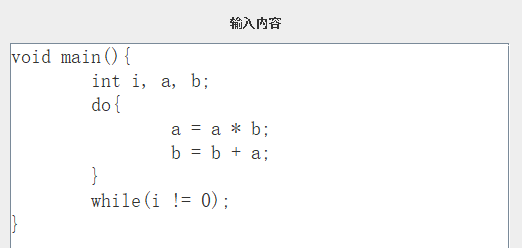 输入内容
void main(){
int i, a, b;
do{
a = a * b;
b = b + a;
}
while(i != 0);
}